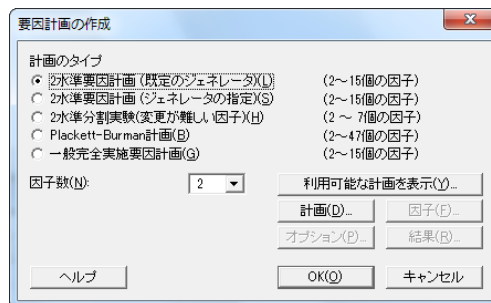 要因計画の作成
計画のタイプ
2水準要因計画(既定のジェネレータ)(L) (2～15個の因子)
2水準要因計画(ジェネレータの指定)(S) (2～15個の因子)
2水準分割実験(変更が難しい因子)(H) (2 ～ 7個の因子)
Plackett-Burman計画(B) (2～47個の因子)
一般完全実施要因計画(G) (2～15個の因子)
因子数(N): 2 利用可能な計画を表示(Y)...
計画(D)... 因子(F)...
オプション(P)... 結果(R)...
ヘルプ OK(O) キャンセル